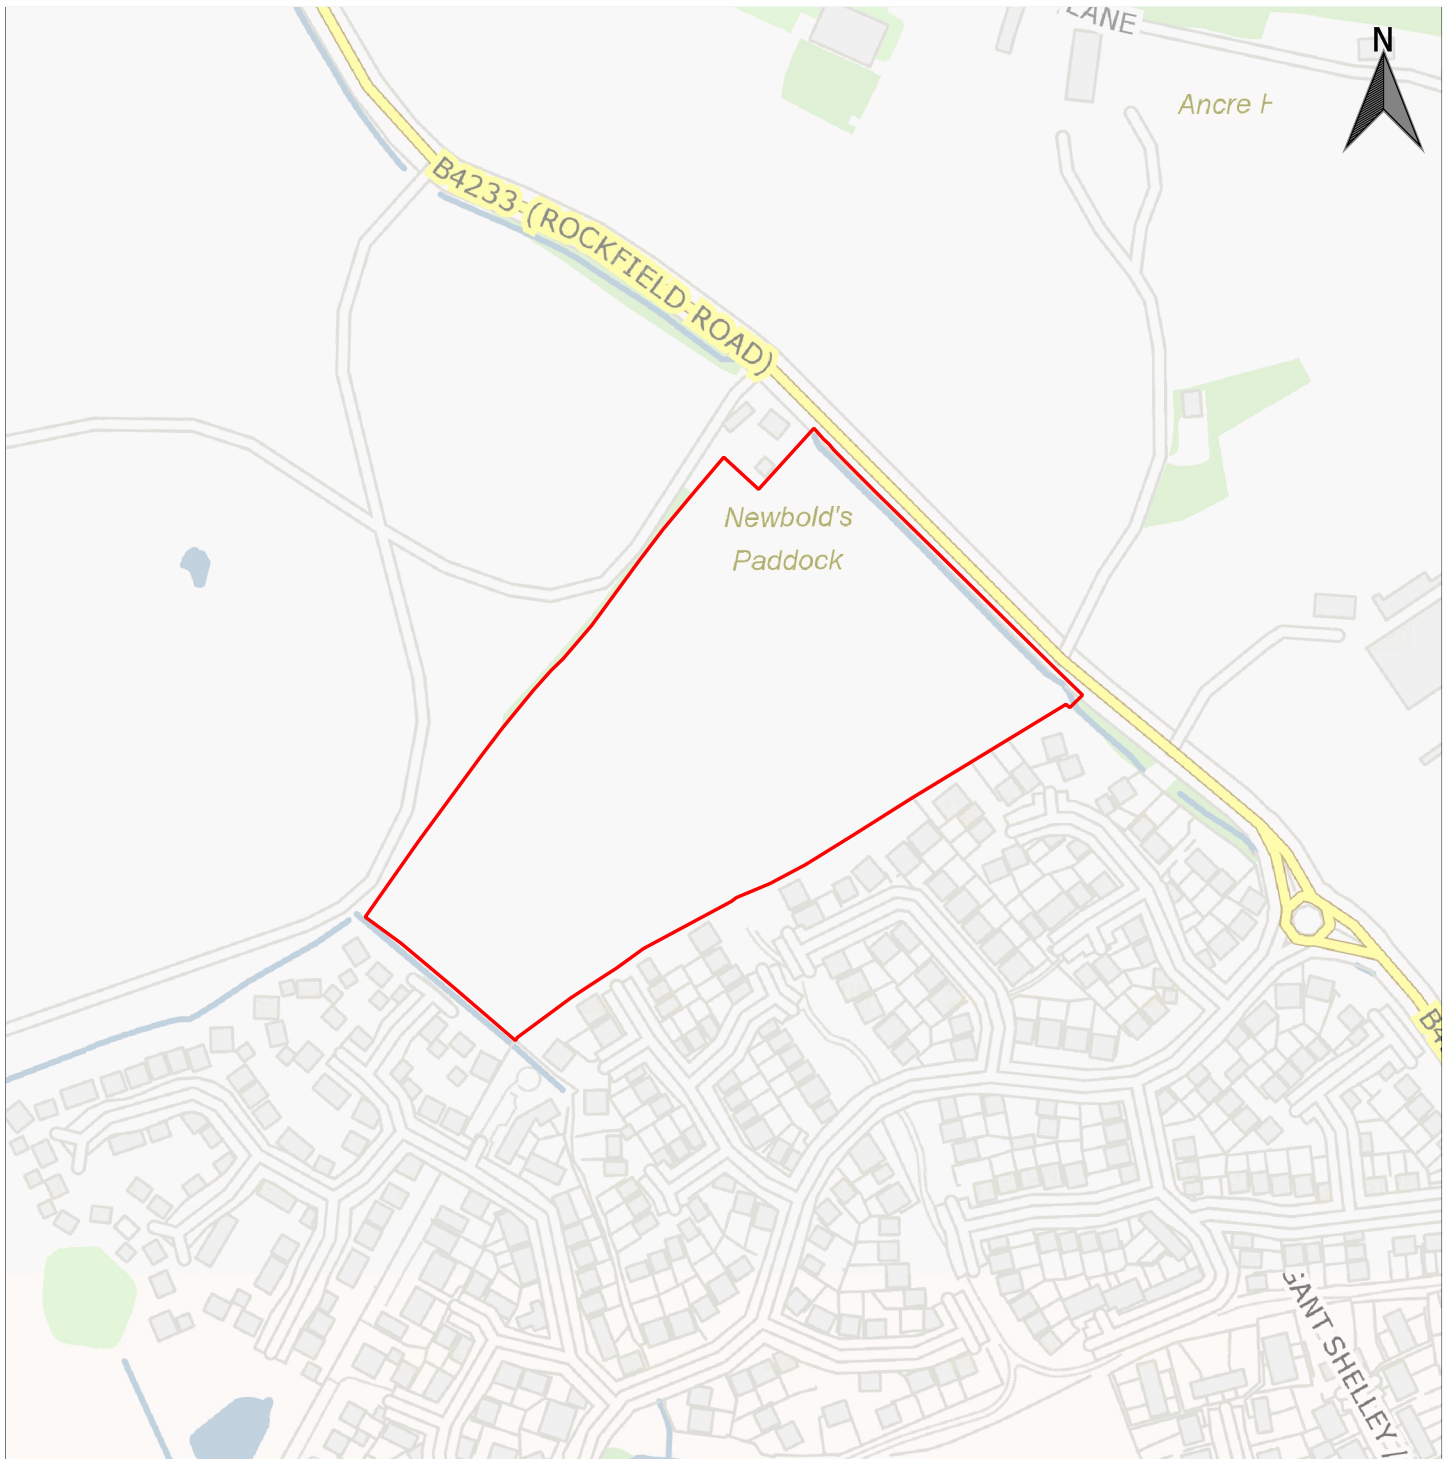 LANE
N
Ancre H
B4233 (ROCKFIELD ROAD)
Newbold's
Paddock
B4
GANT SHELLEY